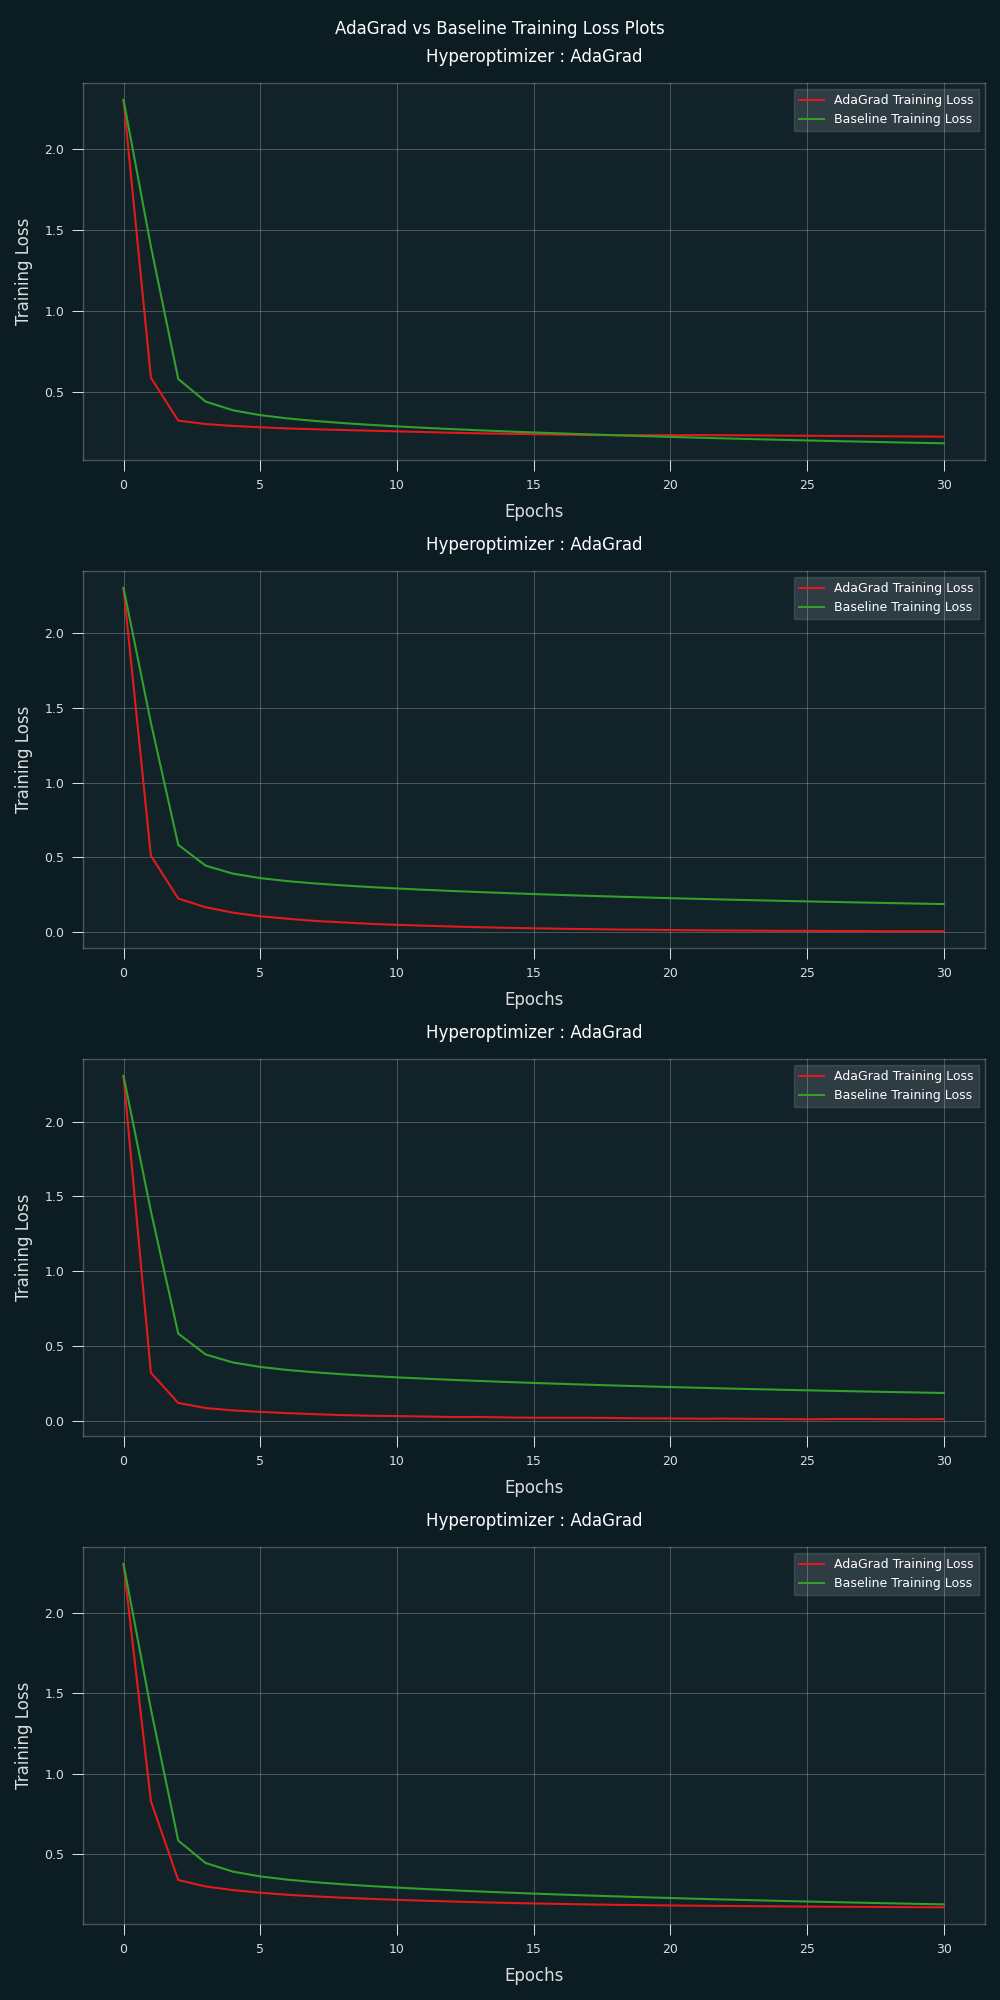 AdaGrad vs Baseline Training Loss Plots
Hyperoptimizer : AdaGrad
AdaGrad Training Loss
Baseline Training Loss
2.0
1.5
1.0
0.5
Training Loss
0 5 10 15 20 25 30
Epochs
Hyperoptimizer : AdaGrad
AdaGrad Training Loss
Baseline Training Loss
2.0
1.5
1.0
0.5
0.0
Training Loss
0 5 10 15 20 25 30
Epochs
Hyperoptimizer : AdaGrad
AdaGrad Training Loss
Baseline Training Loss
2.0
1.5
1.0
0.5
0.0
Training Loss
0 5 10 15 20 25 30
Epochs
Hyperoptimizer : AdaGrad
AdaGrad Training Loss
Baseline Training Loss
2.0
1.5
1.0
0.5
Training Loss
0 5 10 15 20 25 30
Epochs